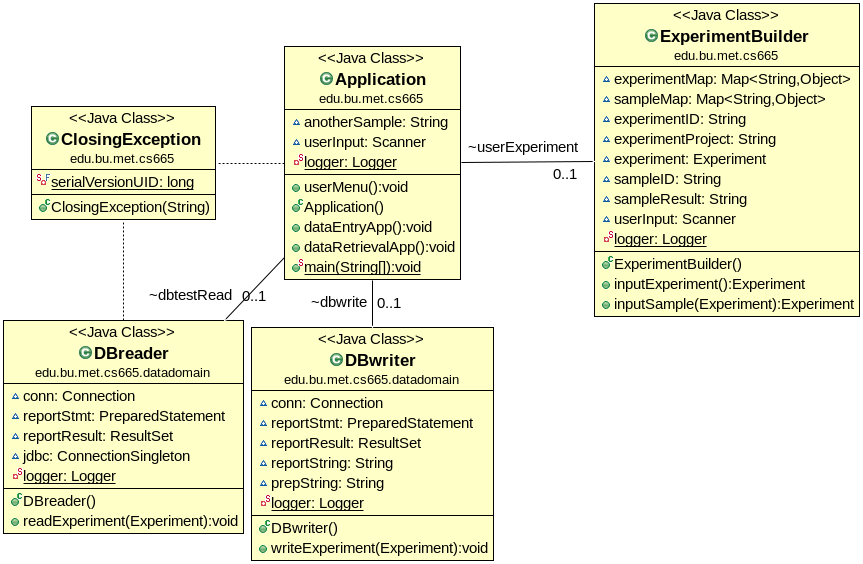 <<Java Class>>
ExperimentBuilder
edu.bu.met.cs665
experimentMap: Map<String,Object>
sampleMap: Map<String,Object>
experimentID: String
experimentProject: String
experiment: Experiment
sampleID: String
sampleResult: String
userInput: Scanner
logger: Logger
ExperimentBuilder()
inputExperiment():Experiment
inputSample(Experiment):Experiment
<<Java Class>>
Application
edu.bu.met.cs665
anotherSample: String
userInput: Scanner
logger: Logger
userMenu():void
Application()
dataEntryApp():void
dataRetrievalApp():void
main(String[]):void
~userExperiment
0..1
<<Java Class>>
ClosingException
edu.bu.met.cs665
serialVersionUID: long
ClosingException(String)
~dbtestRead
0..1
~dbwrite
0..1
<<Java Class>>
DBreader
edu.bu.met.cs665.datadomain
conn: Connection
reportStmt: PreparedStatement
reportResult: ResultSet
jdbc: ConnectionSingleton
logger: Logger
DBreader()
readExperiment(Experiment):void
<<Java Class>>
DBwriter
edu.bu.met.cs665.datadomain
conn: Connection
reportStmt: PreparedStatement
reportResult: ResultSet
reportString: String
prepString: String
logger: Logger
DBwriter()
writeExperiment(Experiment):void